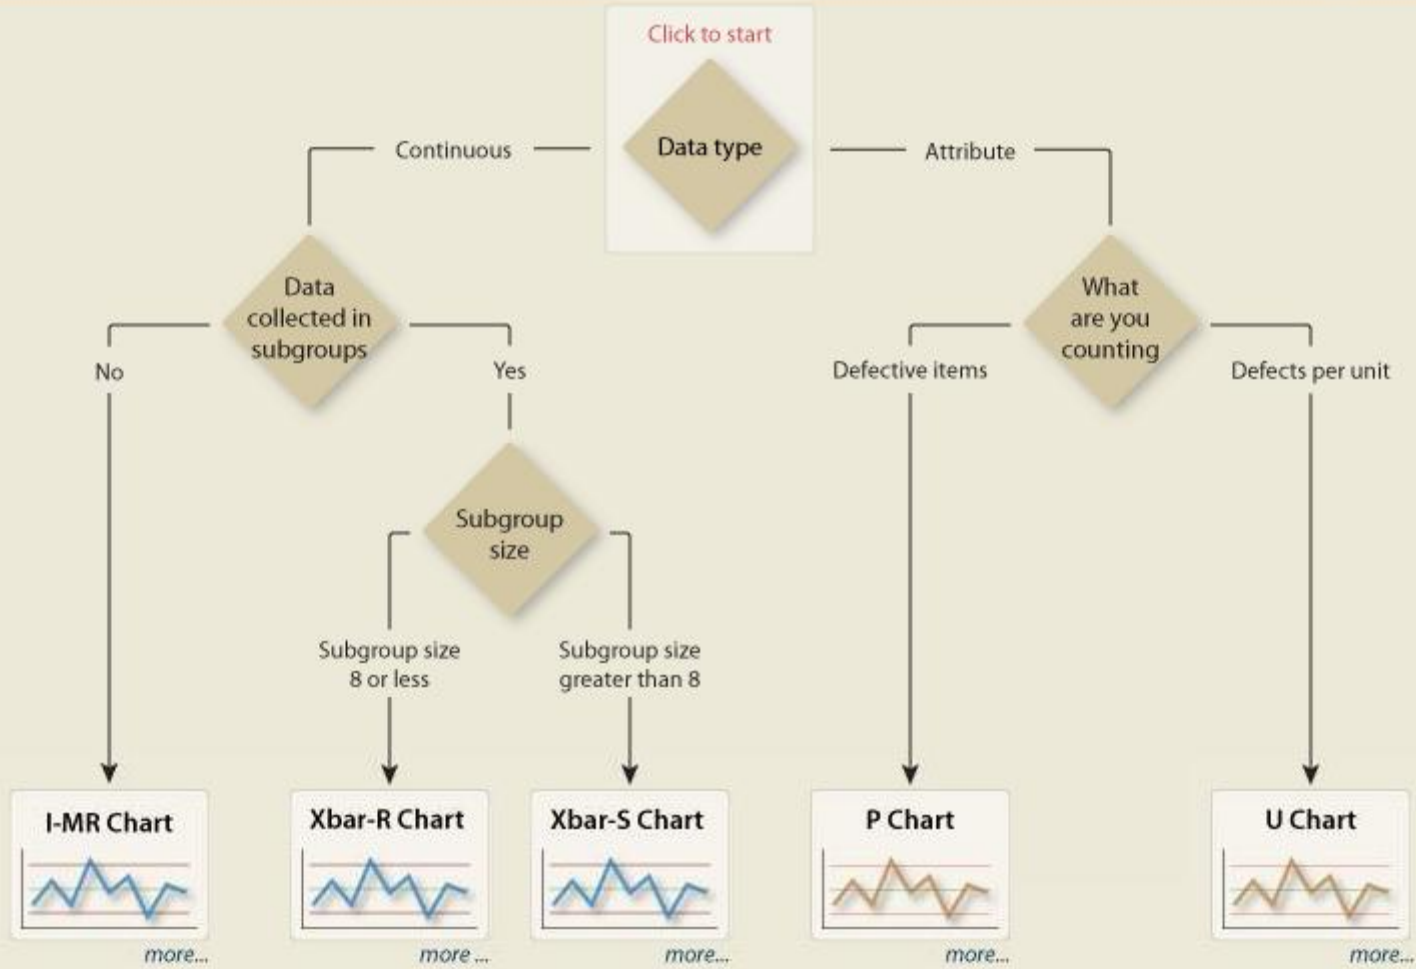 Click to start
Data type
Continuous
Attribute
Data
collected in
subgroups
What
are you
counting
No
Yes
Defective items
Defects per unit
Subgroup
size
Subgroup size
8 or less
Subgroup size
greater than 8
I-MR Chart
Xbar-R Chart
Xbar-S Chart
P Chart
U Chart
more...
more ...
more...
more...
more...